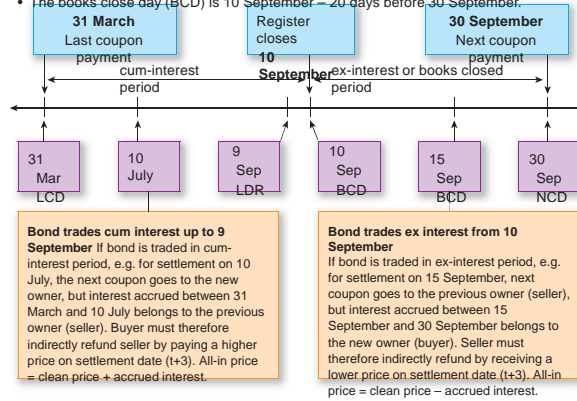 • The books close day (BCD) is 10 September – 20 days before 30 September.
31 March
Last coupon
payment
Register
closes
10
September
30 September
Next coupon
payment
cum-interest
period
ex-interest or books closed
period
31
Mar
LCD
10
July
9
Sep
LDR
10
Sep
BCD
15
Sep
BCD
30
Sep
NCD
Bond trades cum interest up to 9
September If bond is traded in cum-
interest period, e.g. for settlement on 10
July, the next coupon goes to the new
owner, but interest accrued between 31
March and 10 July belongs to the previous
owner (seller). Buyer must therefore
indirectly refund seller by paying a higher
price on settlement date (t+3). All-in price
= clean price + accrued interest.
Bond trades ex interest from 10
September
If bond is traded in ex-interest period, e.g.
for settlement on 15 September, next
coupon goes to the previous owner (seller),
but interest accrued between 15
September and 30 September belongs to
the new owner (buyer). Seller must
therefore indirectly refund by receiving a
lower price on settlement date (t+3). All-in
price = clean price – accrued interest.